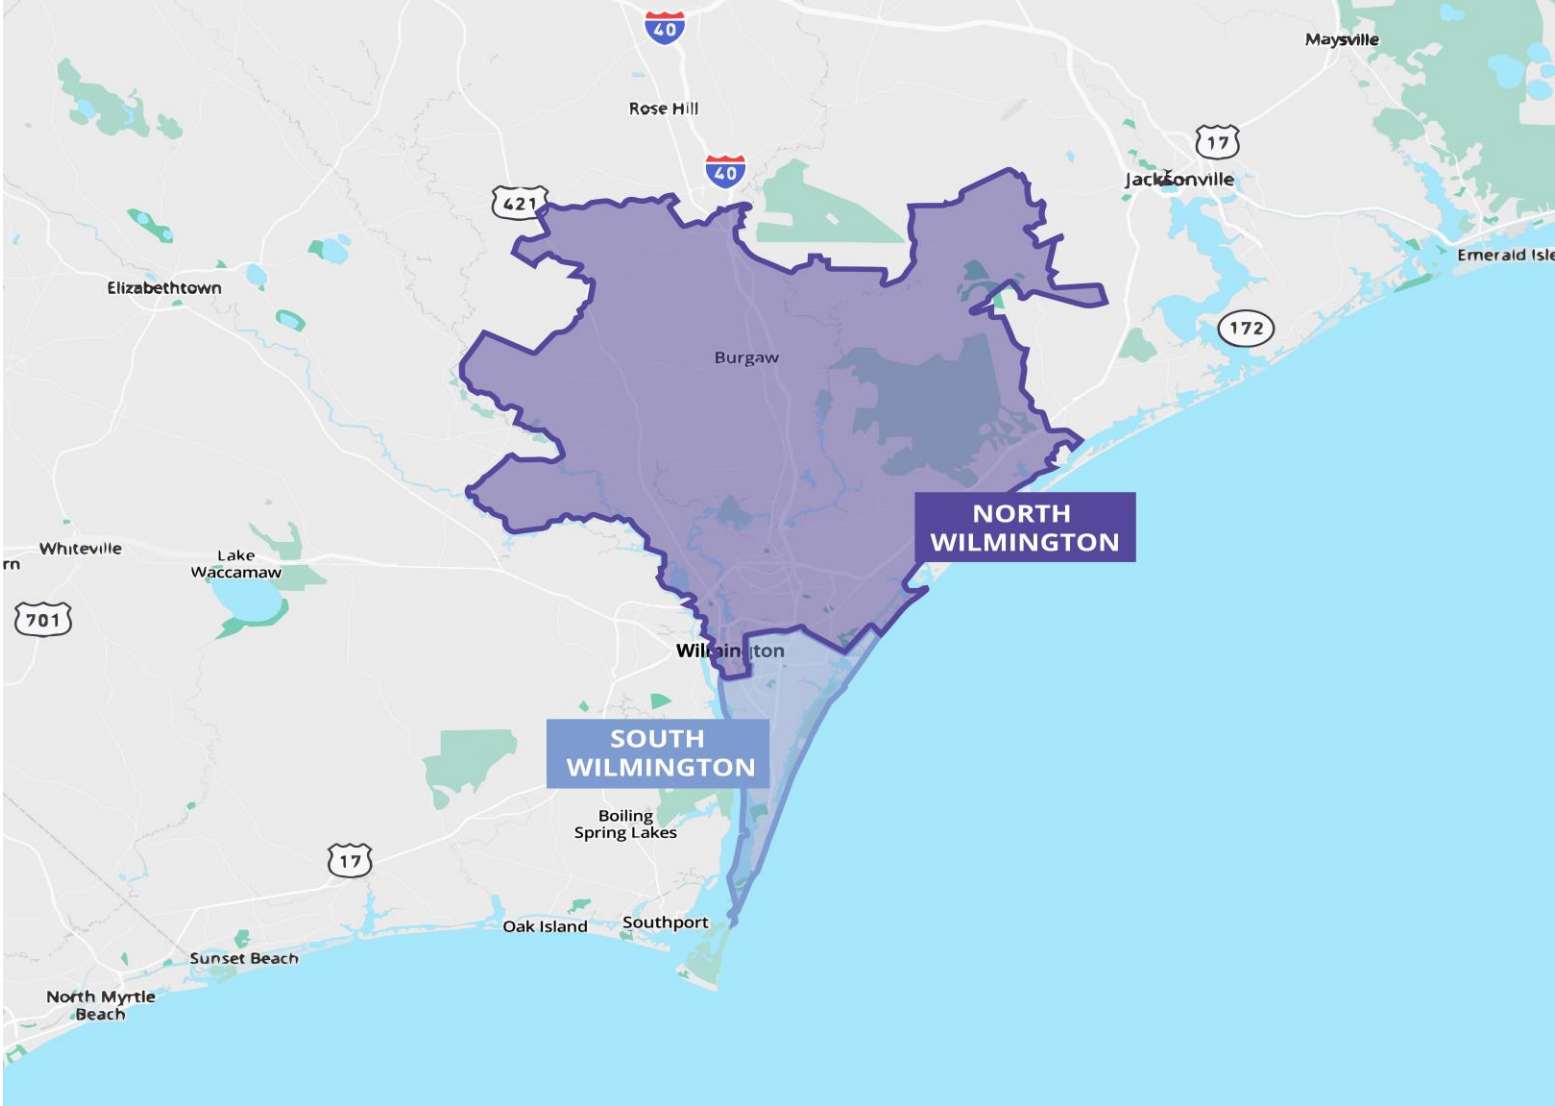 40
Maysville
Rose Hill
17
40
Jacksonville
421
Emerald Isle
Elizabethtown
172
Burgaw
NORTH
WILMINGTON
Whiteville
Lake
Waccamaw
rn
701
Wilmington
SOUTH
WILMINGTON
Boiling
Spring Lakes
17
Oak Island
Southport
Sunset Beach
North Myrtle
Beach